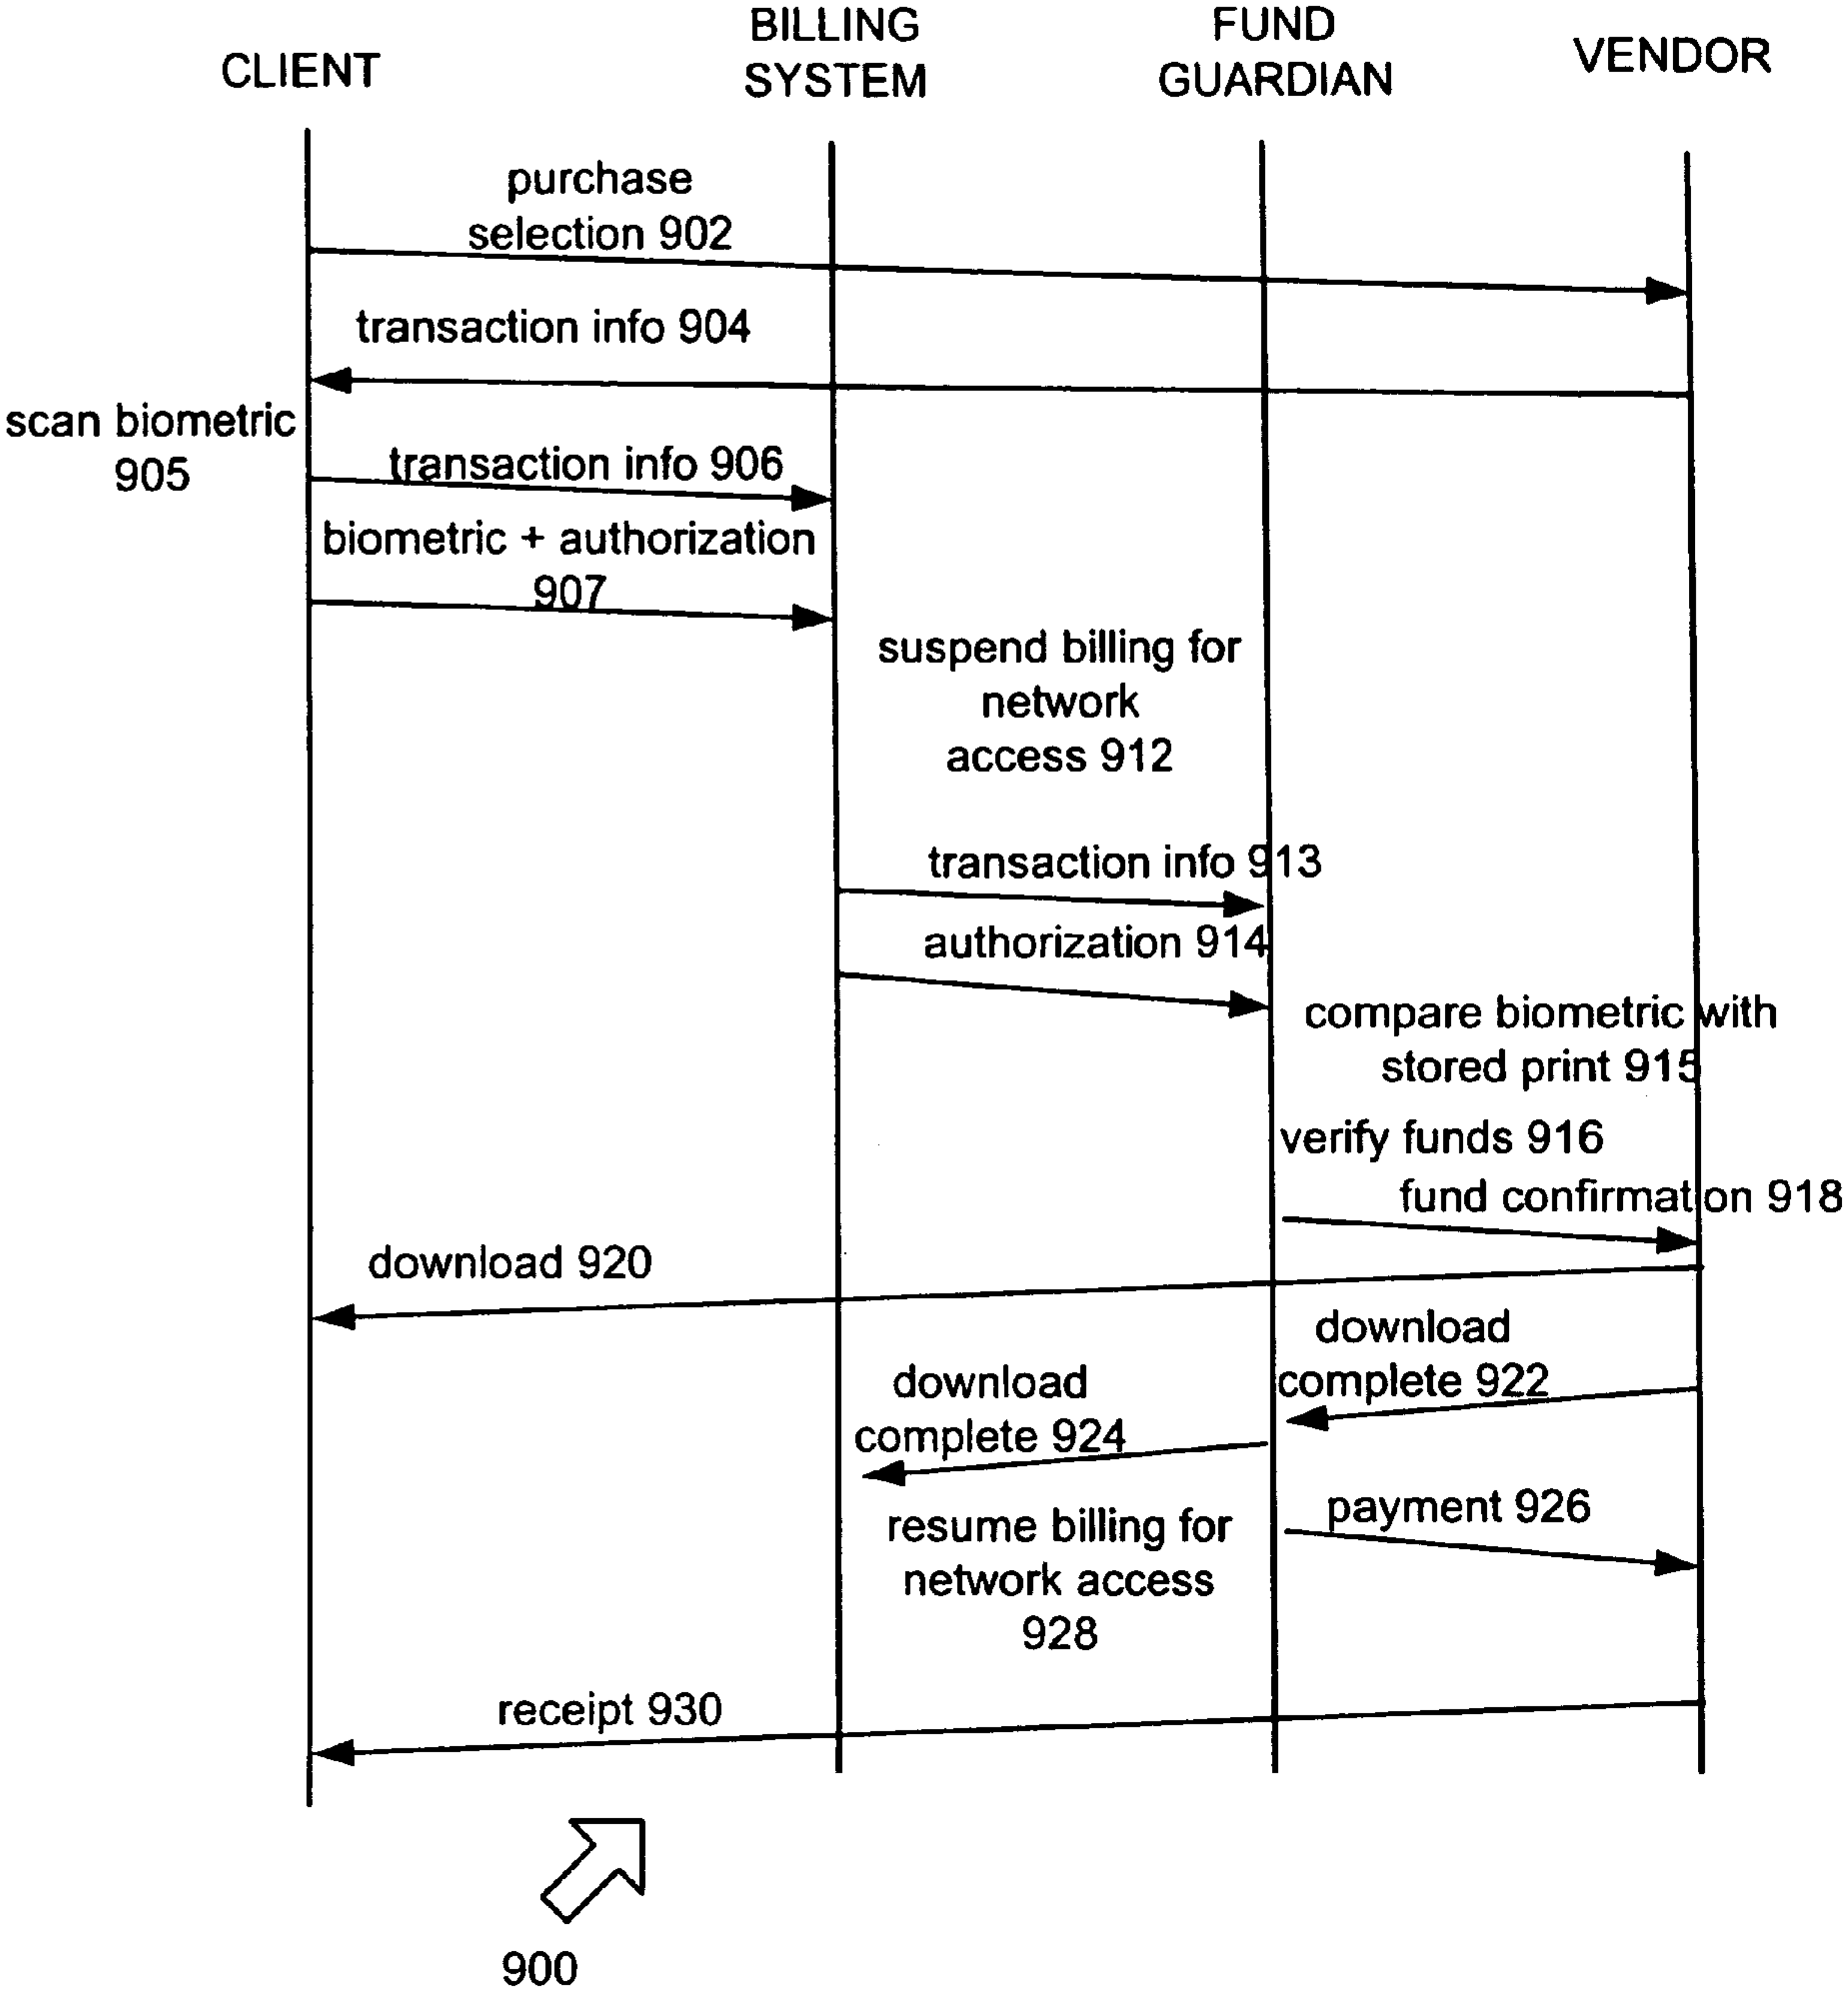 CLIENT
BILLING
SYSTEM
FUND
GUARDIAN
VENDOR
purchase
selection 902
transaction info 904
scan biometric
905
transaction info 906
biometric + authorization
907
suspend billing for
network
access 912
transaction info 913
authorization 914
compare biometric with
stored print 915
verify funds 916
fund confirmation 918
download 920
download
complete 922
download
complete 924
payment 926
resume billing for
network access
928
receipt 930
900